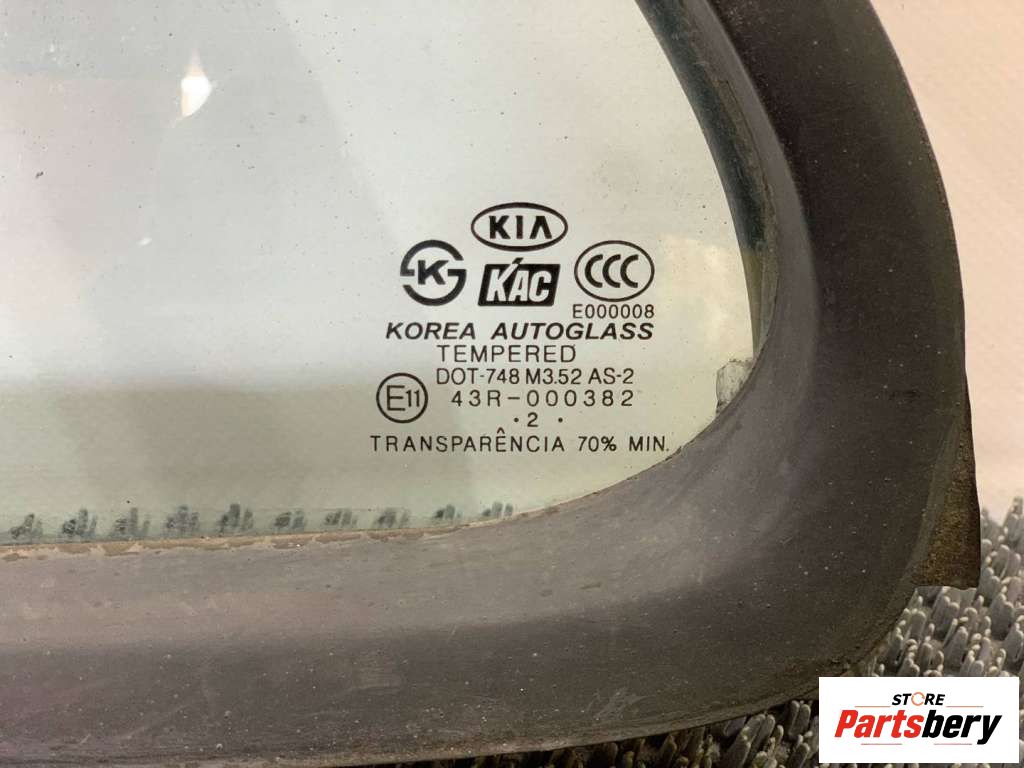 KIA
K
KAC
CCC
E000008
KOREA AUTOGLASS
TEMPERED
DOT-748 M3.52 AS-2
E11
43R-000382
·2 ·
TRANSPARÊNCIA 70% MIN.
STORE
Partsbery